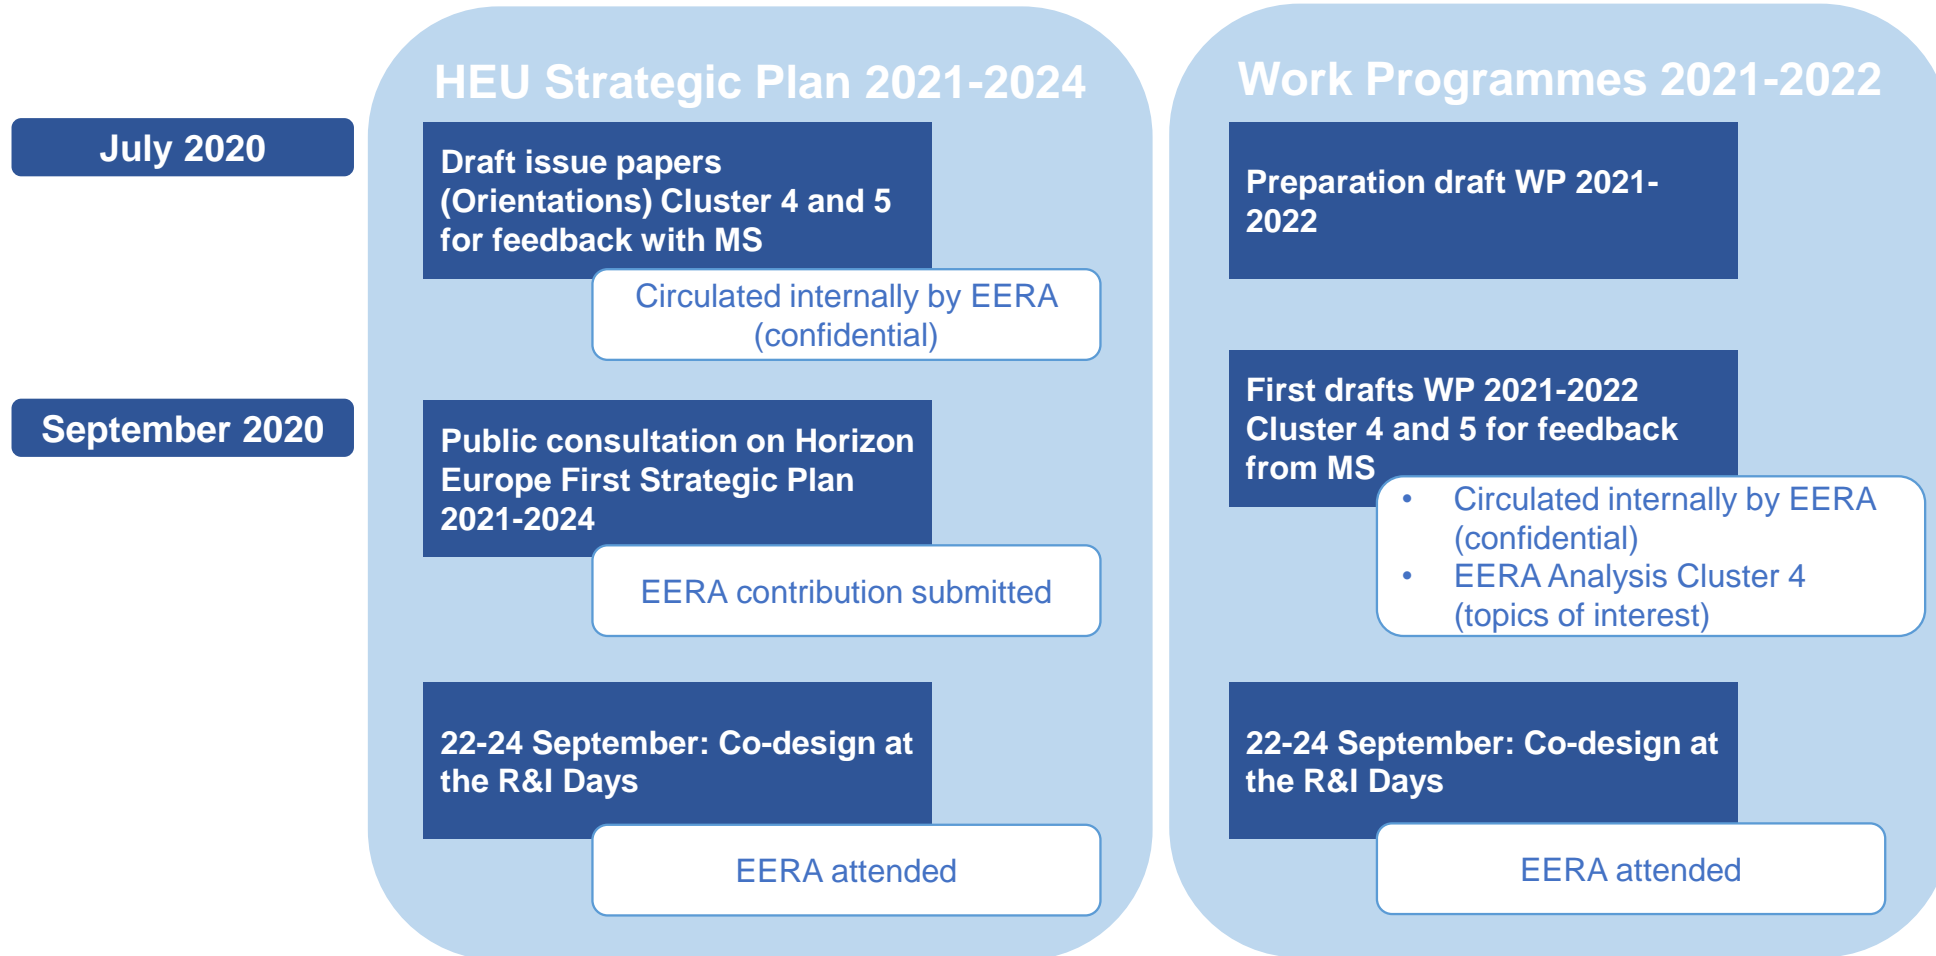 HEU Strategic Plan 2021-2024
Work Programmes 2021-2022
July 2020
Draft issue papers
(Orientations) Cluster 4 and 5
for feedback with MS
Circulated internally by EERA
(confidential)
Preparation draft WP 2021-
2022
September 2020
Public consultation on Horizon
Europe First Strategic Plan
2021-2024
EERA contribution submitted
First drafts WP 2021-2022
Cluster 4 and 5 for feedback
from MS
• Circulated internally by EERA
(confidential)
• EERA Analysis Cluster 4
(topics of interest)
22-24 September: Co-design at
the R&I Days
EERA attended
22-24 September: Co-design at
the R&I Days
EERA attended